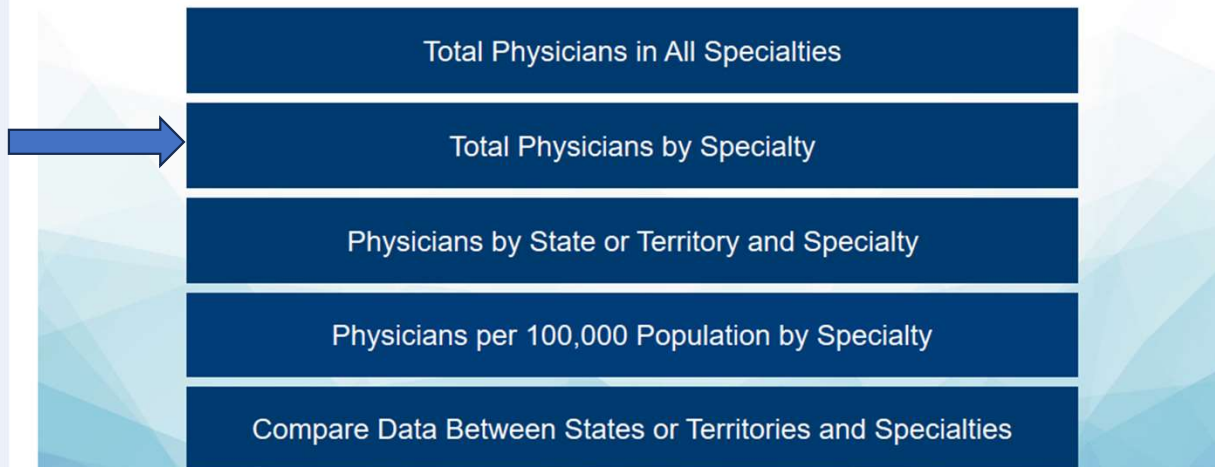 Total Physicians in All Specialties
Total Physicians by Specialty
Physicians by State or Territory and Specialty
Physicians per 100,000 Population by Specialty
Compare Data Between States or Territories and Specialties